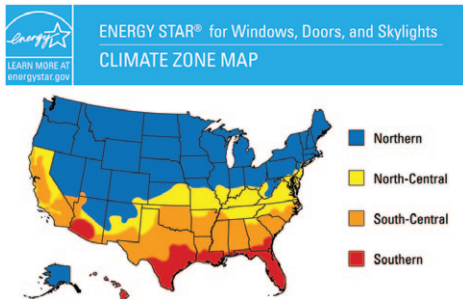 energy
LEARN MORE AT
energystar.gov
ENERGY STAR® for Windows, Doors, and Skylights
CLIMATE ZONE MAP
Northern
North-Central
South-Central
Southern